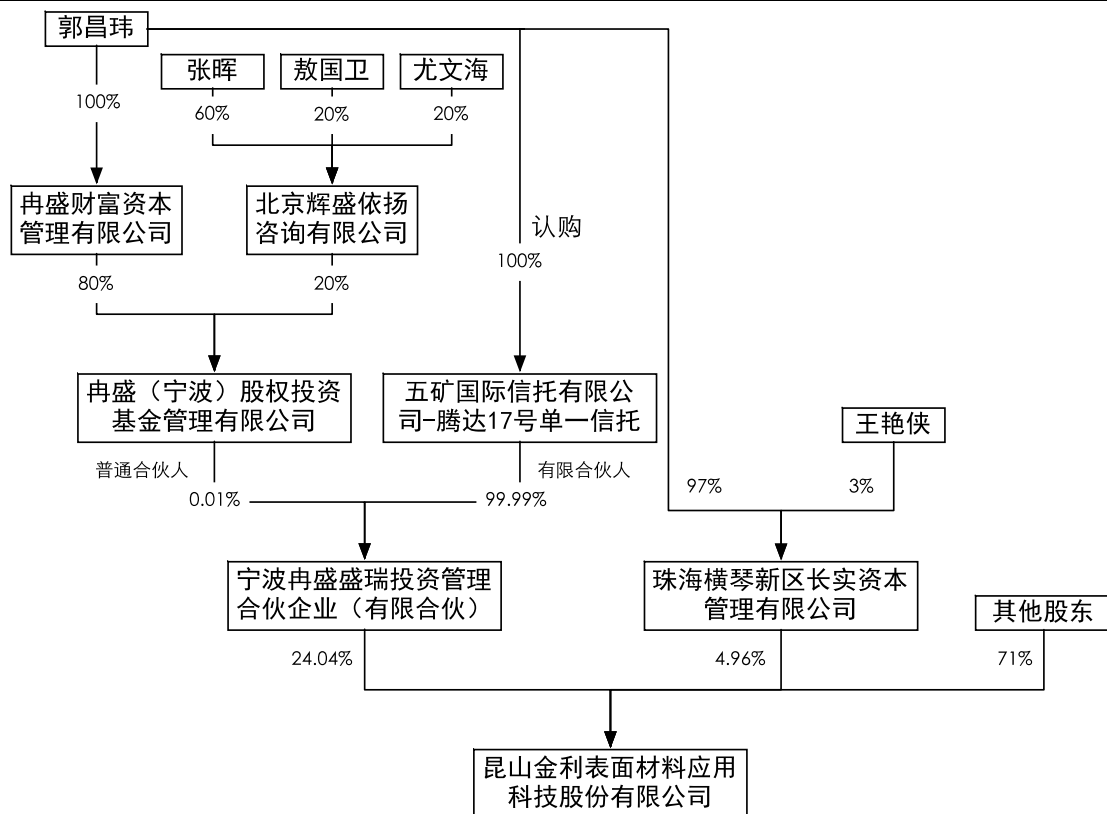 郭昌玮
张晖
敖国卫
尤文海
100%
60%
20%
20%
冉盛财富资本
管理有限公司
北京辉盛依扬
咨询有限公司
认购
100%
80%
20%
冉盛（宁波）股权投资
基金管理有限公司
五矿国际信托有限公
司-腾达17号单一信托
王艳侠
普通合伙人
有限合伙人
0.01%
99.99%
97%
3%
宁波冉盛盛瑞投资管理
合伙企业（有限合伙）
珠海横琴新区长实资本
管理有限公司
其他股东
24.04%
4.96%
71%
昆山金利表面材料应用
科技股份有限公司